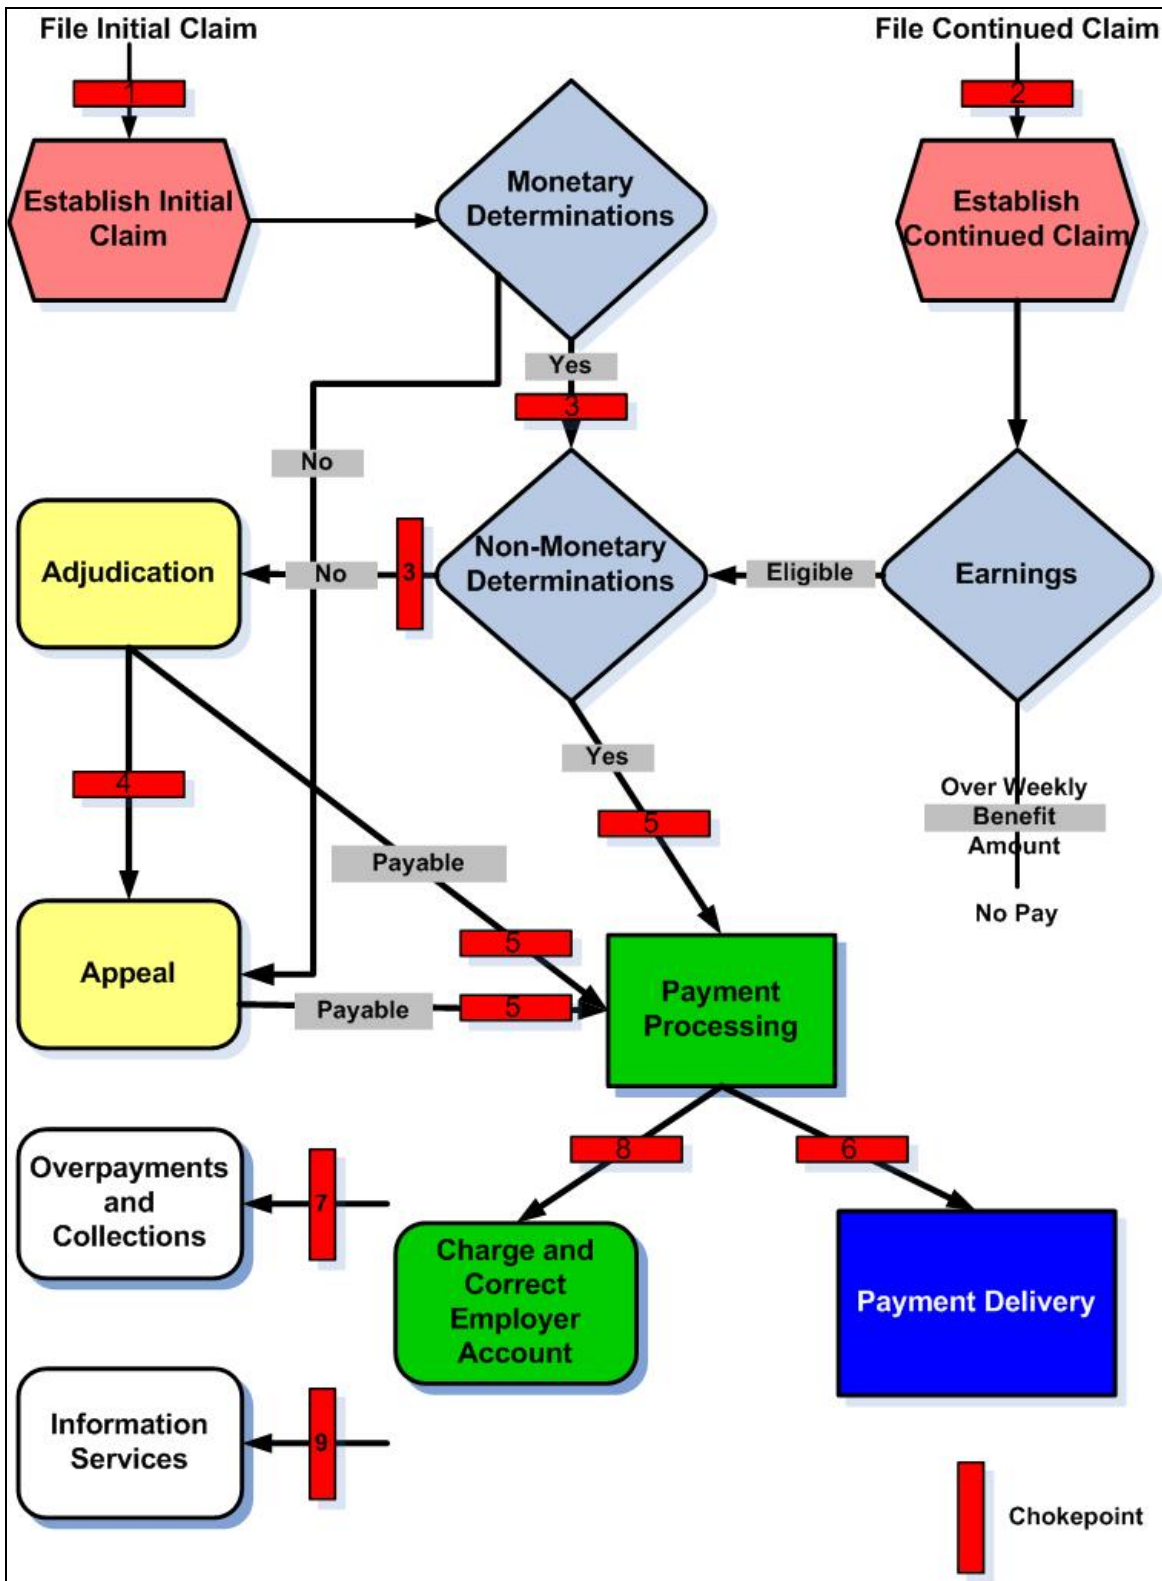 File Initial Claim
File Continued Claim
1
2
Establish Initial
Claim
Monetary
Determinations
Establish
Continued Claim
Yes
3
No
Adjudication
No
3
Non-Monetary
Determinations
Eligible
Earnings
Yes
4
5
Over Weekly
Benefit
Amount
No Pay
Payable
5
Appeal
Payable
5
Payment
Processing
8
6
Overpayments
and
Collections
7
Charge and
Correct
Employer
Account
Payment Delivery
Information
Services
9
Chokepoint